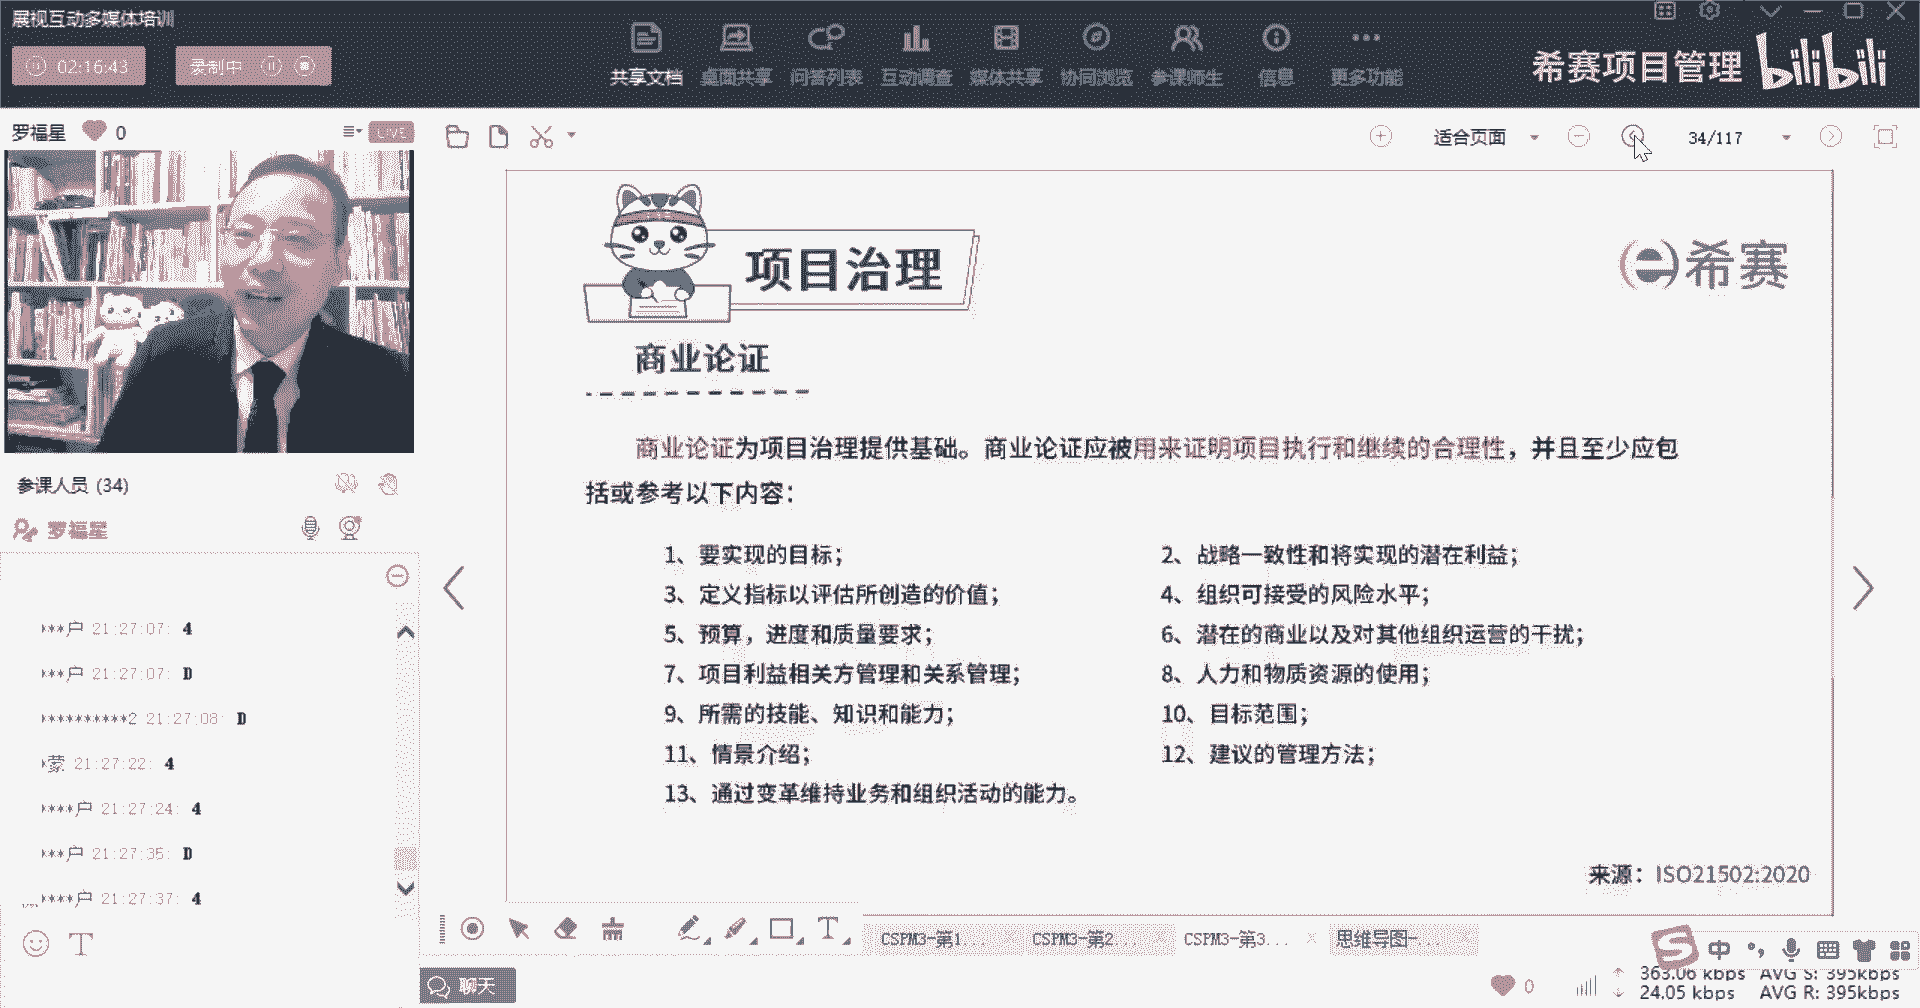 展视互动多媒体培训
02:16:43
录制中
共享文档 桌面共享 问答列表 互动调查 媒体共享 协同浏览 参课师生 信息 更多功能
希赛项目管理 bilibili
罗福星 0 LIVE
适合页面 34/117
项目治理
希赛
商业论证
商业论证为项目治理提供基础。商业论证应被用来证明项目执行和继续的合理性，并且至少应包
括或参考以下内容：
1、要实现的目标；
2、战略一致性和将实现的潜在利益；
3、定义指标以评估所创造的价值；
4、组织可接受的风险水平；
5、预算，进度和质量要求；
6、潜在的商业以及对其他组织运营的干扰；
7、项目利益相关方管理和关系管理；
8、人力和物质资源的使用；
9、所需的技能、知识和能力；
10、目标范围；
11、情景介绍；
12、建议的管理方法；
13、通过变革维持业务和组织活动的能力。
来源：ISO21502:2020
参课人员 (34)
罗福星
***户 21:27:07: 4
***户 21:27:07: D
**********2 21:27:08: D
*蒙 21:27:22: 4
****户 21:27:24: 4
***户 21:27:35: D
****户 21:27:37: 4
CSPM3-第1... CSPM3-第2... CSPM3-第3... 思维导图-...
聊天
中
0
363.06 kbps AVG S: 395kbps
24.05 kbps AVG R: 395kbps